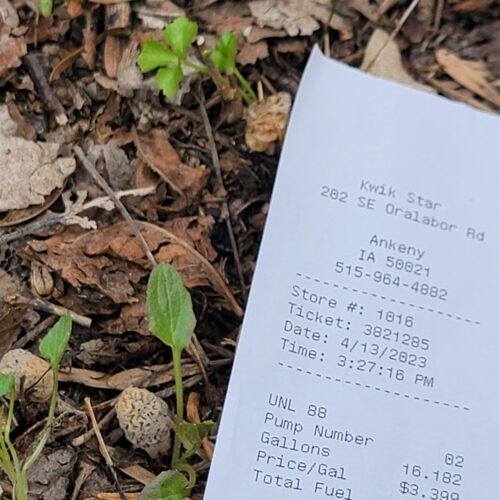 Kwik Star
202 SE Oralabor Rd
Ankeny
IA 50021
515-964-4882
Store #: 1016
Ticket: 3821285
Date: 4/13/2023
Time: 3:27:16 PM
UNL 88
Pump Number 02
Gallons 16.182
Price/Gal $3.399
Total Fuel